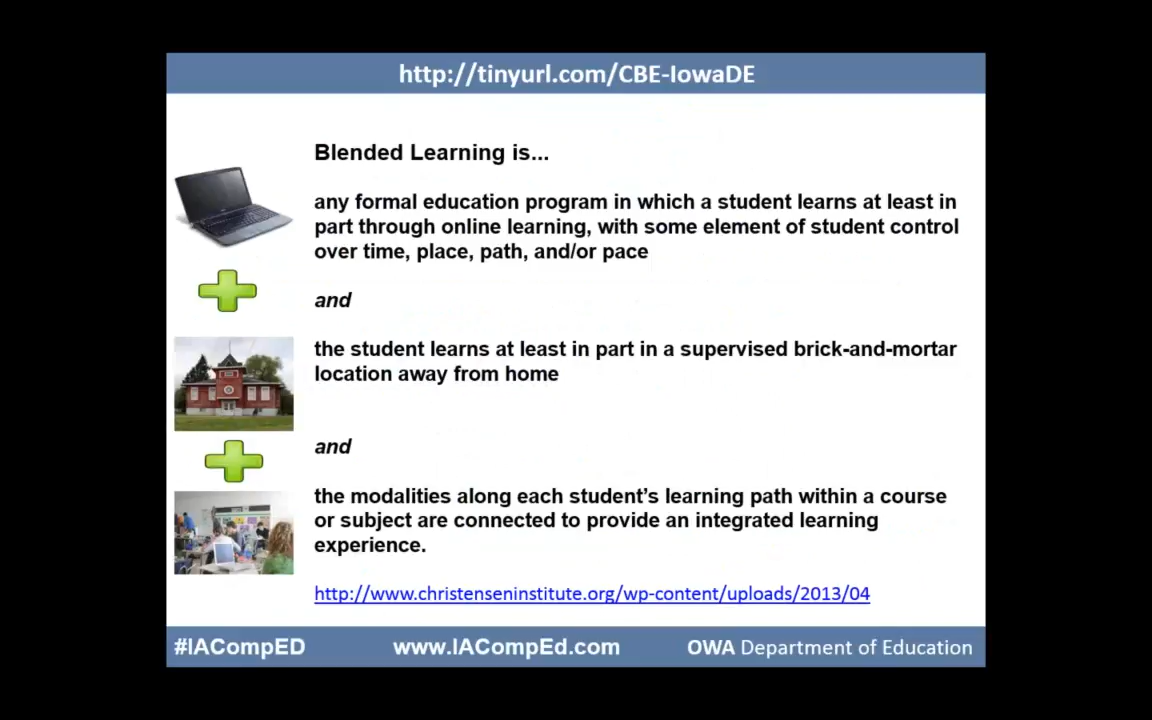 http://tinyurl.com/CBE-IowaDE
Blended Learning is...
any formal education program in which a student learns at least in
part through online learning, with some element of student control
over time, place, path, and/or pace
and
the student learns at least in part in a supervised brick-and-mortar
location away from home
and
the modalities along each student's learning path within a course
or subject are connected to provide an integrated learning
experience.
http://www.christenseninstitute.org/wp-content/uploads/2013/04
#IACompED
www.IACompEd.com
OWA Department of Education